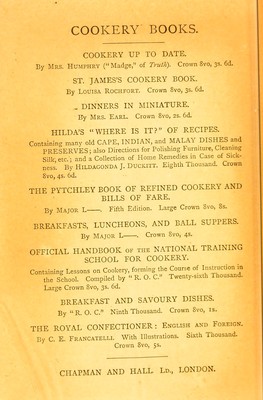 COOKERY BOOKS.
COOKERY UP TO DATE.
By Mrs. Humphry ("Madge," of Truth). Crown 8vo, 3s. 6d.
ST. JAMES'S COOKERY BOOK.
By Louisa Rochfort. Crown 8vo, 3s. 6d.
DINNERS IN MINIATURE.
By Mrs. Earl. Crown 8vo, 2s. 6d.
HILDA'S "WHERE IS IT?" OF RECIPES.
Containing many old CAPE, INDIAN, and MALAY DISHES and
PRESERVES; also Directions for Polishing Furniture, Cleaning
Silk, etc.; and a Collection of Home Remedies in Case of Sick-
ness. By Hildagonda J. Duckitt. Eighth Thousand. Crown
8vo, 4s. 6d.
THE PYTCHLEY BOOK OF REFINED COOKERY AND
BILLS OF FARE.
By Major L——. Fifth Edition. Large Crown 8vo, 8s.
BREAKFASTS, LUNCHEONS, AND BALL SUPPERS.
By Major L——. Crown 8vo, 4s.
OFFICIAL HANDBOOK OF THE NATIONAL TRAINING
SCHOOL FOR COOKERY.
Containing Lessons on Cookery, forming the Course of Instruction in
the School. Compiled by "R. O. C." Twenty-sixth Thousand.
Large Crown 8vo, 3s. 6d.
BREAKFAST AND SAVOURY DISHES.
By "R. O. C." Ninth Thousand. Crown 8vo, 1s.
THE ROYAL CONFECTIONER: English and Foreign.
By C. E. Francatelli. With Illustrations. Sixth Thousand.
Crown 8vo, 5s.
CHAPMAN AND HALL Ld., LONDON.